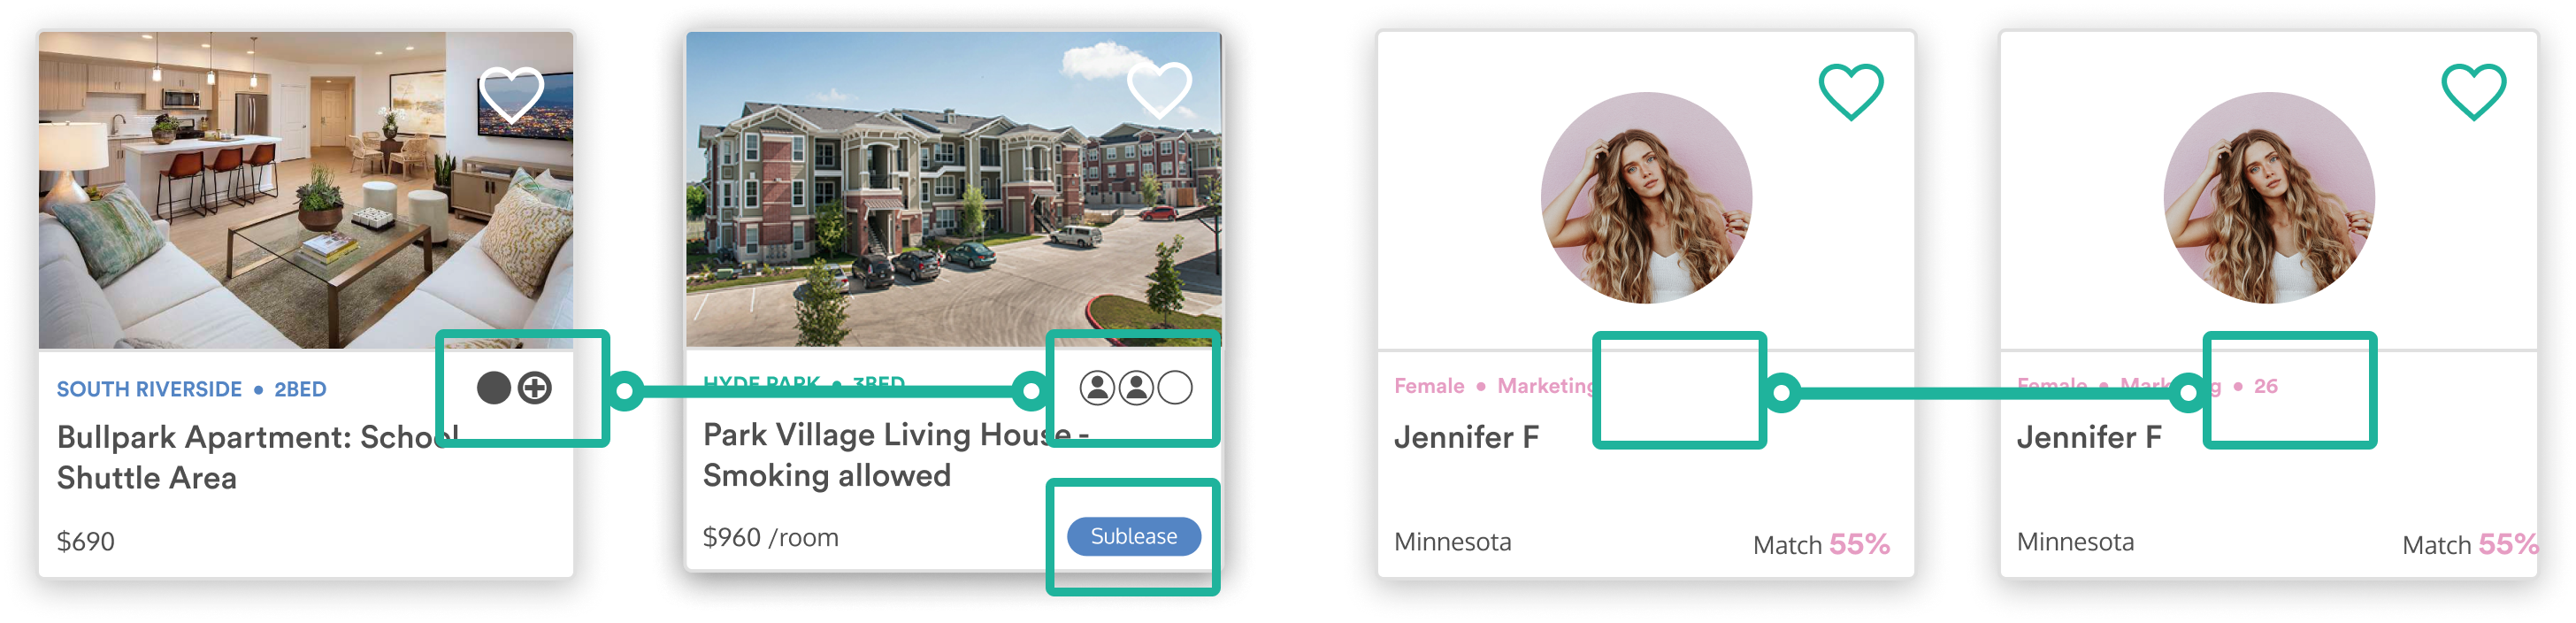 SOUTH RIVERSIDE • 2BED
Bullpark Apartment: School
Shuttle Area
$690
HYDE PARK • 3BED
Park Village Living House -
Smoking allowed
$960 /room
Sublease
Female • Marketing
Jennifer F
Minnesota
Match 55%
Female • Marketing • 26
Jennifer F
Minnesota
Match 55%